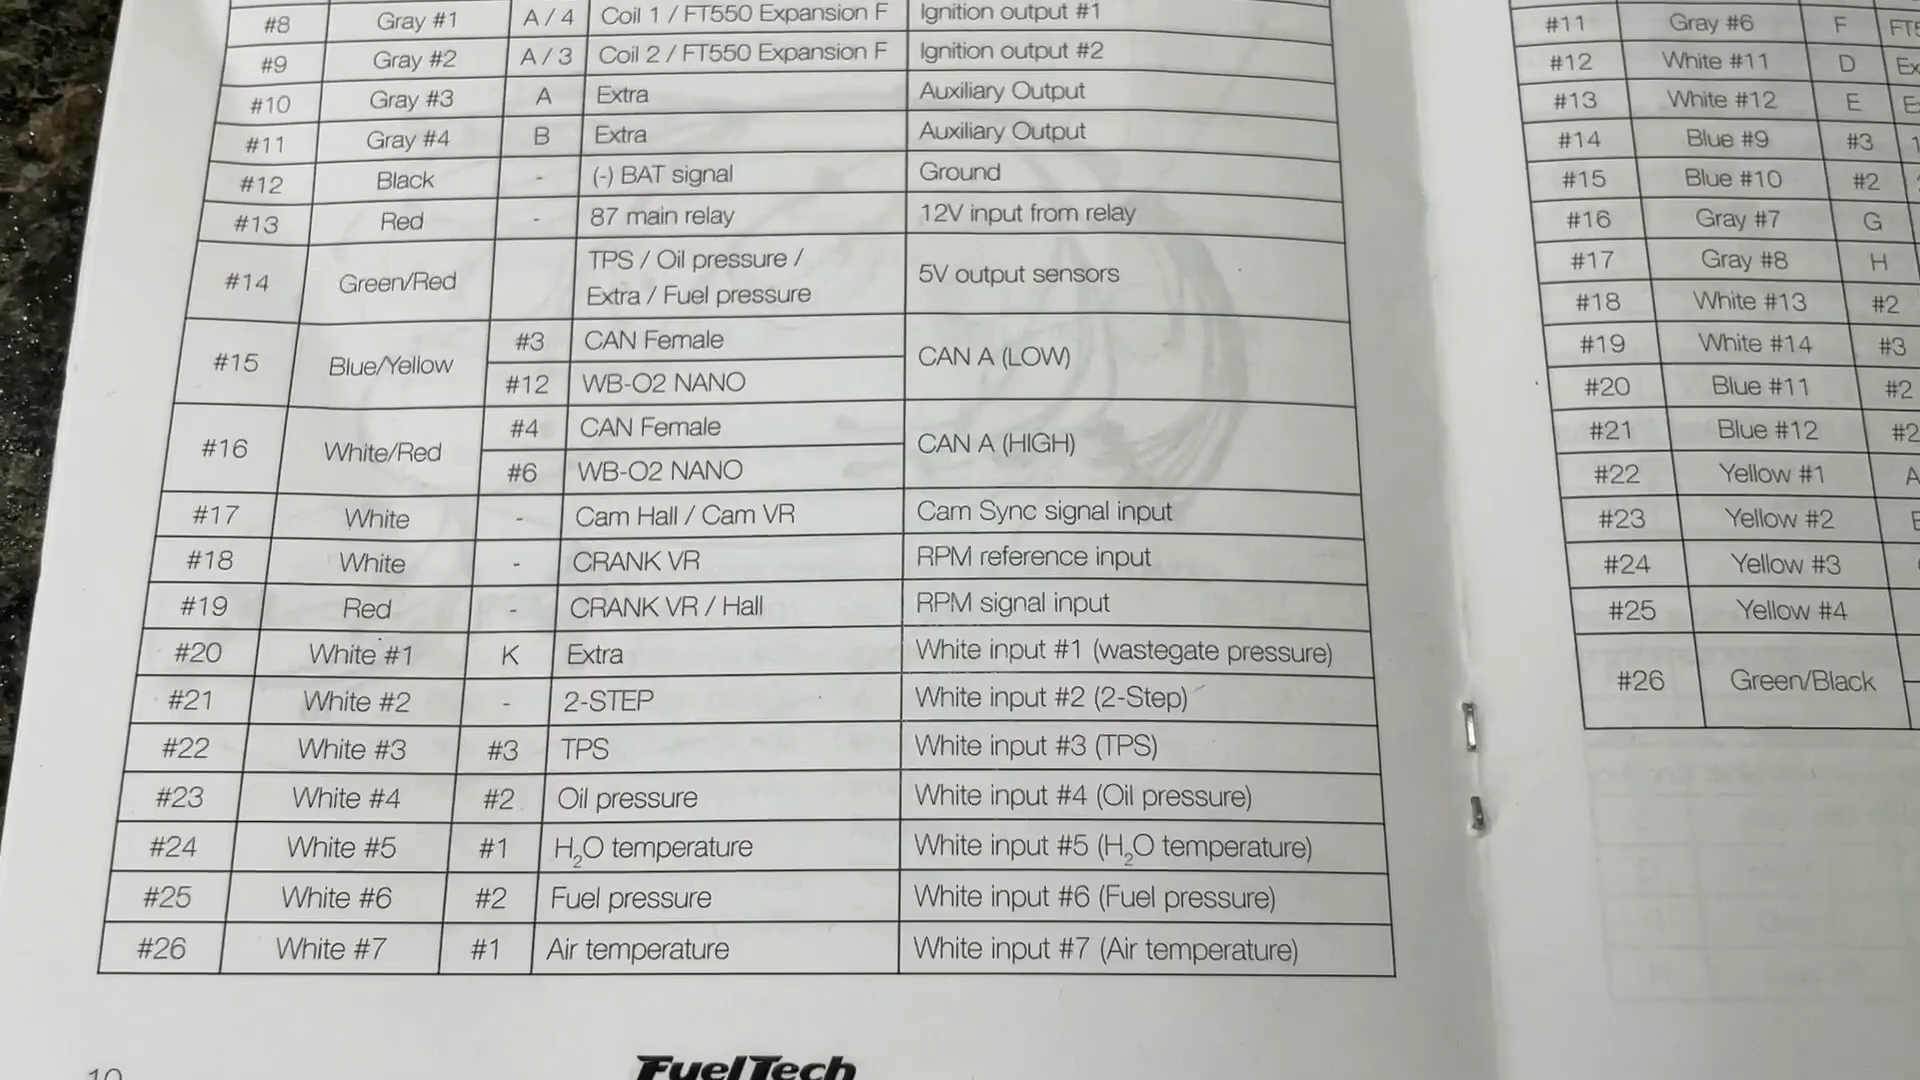 #8 Gray #1 A / 4 Coil 1 / FT550 Expansion F Ignition output #1
#9 Gray #2 A / 3 Coil 2 / FT550 Expansion F Ignition output #2
#10 Gray #3 A Extra Auxiliary Output
#11 Gray #4 B Extra Auxiliary Output
#12 Black - (-) BAT signal Ground
#13 Red - 87 main relay 12V input from relay
#14 Green/Red TPS / Oil pressure /
Extra / Fuel pressure 5V output sensors
#15 Blue/Yellow #3 CAN Female CAN A (LOW)
#12 WB-O2 NANO
#16 White/Red #4 CAN Female CAN A (HIGH)
#6 WB-O2 NANO
#17 White - Cam Hall / Cam VR Cam Sync signal input
#18 White - CRANK VR RPM reference input
#19 Red - CRANK VR / Hall RPM signal input
#20 White #1 K Extra White input #1 (wastegate pressure)
#21 White #2 - 2-STEP White input #2 (2-Step)
#22 White #3 #3 TPS White input #3 (TPS)
#23 White #4 #2 Oil pressure White input #4 (Oil pressure)
#24 White #5 #1 H₂O temperature White input #5 (H₂O temperature)
#25 White #6 #2 Fuel pressure White input #6 (Fuel pressure)
#26 White #7 #1 Air temperature White input #7 (Air temperature)
10
FuelTech
#11 Gray #6 F
#12 White #11 D
#13 White #12 E
#14 Blue #9 #3
#15 Blue #10 #2
#16 Gray #7 G
#17 Gray #8 H
#18 White #13 #2
#19 White #14 #3
#20 Blue #11 #2
#21 Blue #12 #2
#22 Yellow #1 A
#23 Yellow #2
#24 Yellow #3
#25 Yellow #4
#26 Green/Black